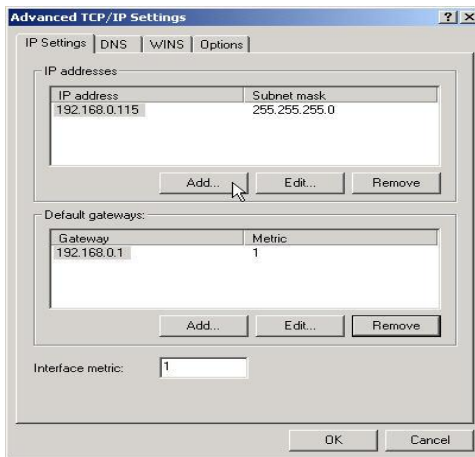 Advanced TCP/IP Settings
IP Settings DNS WINS Options
IP addresses
IP address Subnet mask
192.168.0.115 255.255.255.0
Add... Edit... Remove
Default gateways:
Gateway Metric
192.168.0.1 1
Add... Edit... Remove
Interface metric: 1
OK Cancel